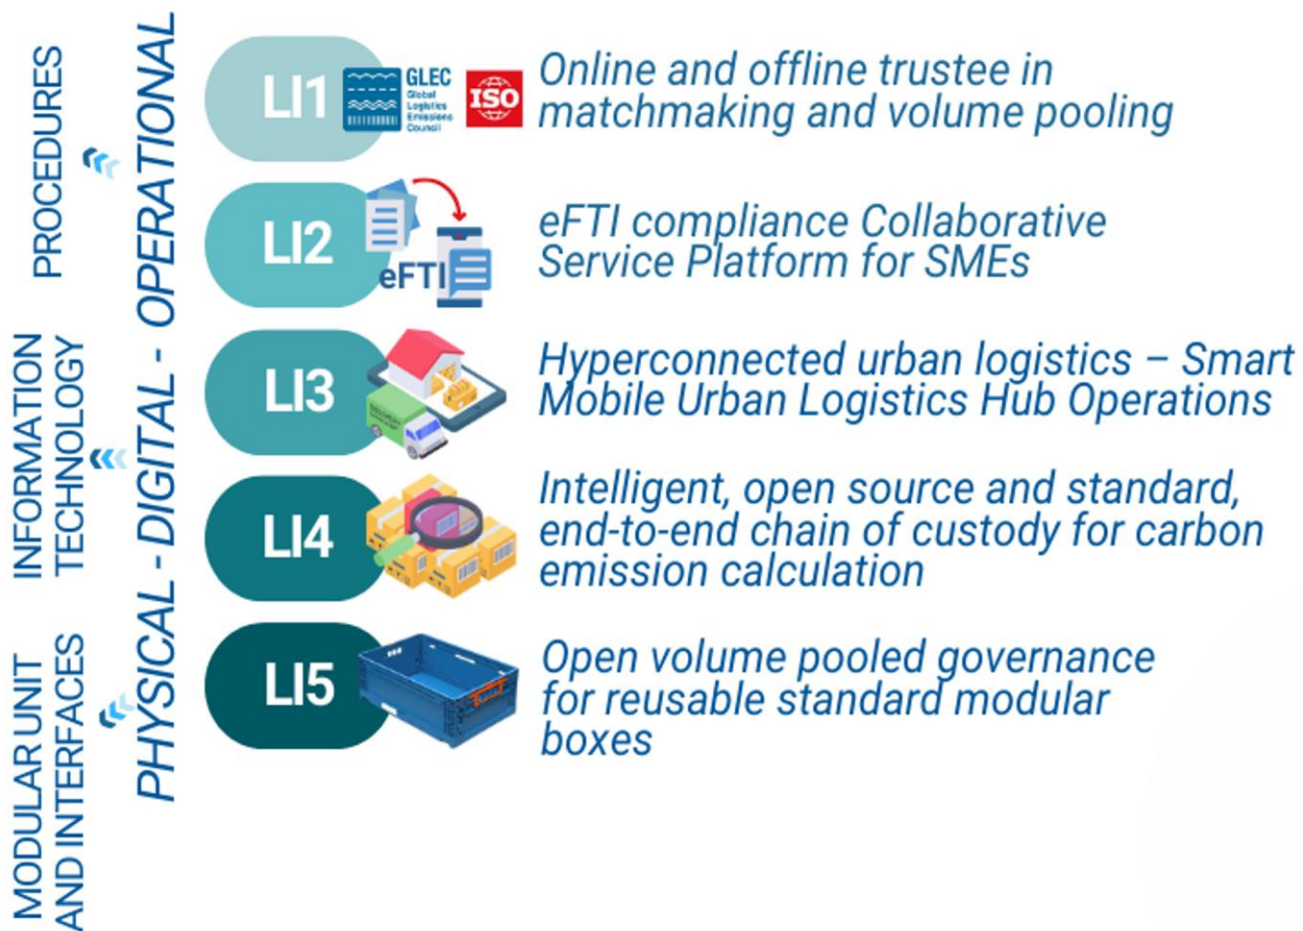 PROCEDURES
INFORMATION
TECHNOLOGY
MODULAR UNIT
AND INTERFACES
PHYSICAL - DIGITAL - OPERATIONAL
LI1
GLEC
Global
Logistics
Emissions
Council
ISO
Online and offline trustee in
matchmaking and volume pooling
LI2
eFTI
eFTI compliance Collaborative
Service Platform for SMEs
LI3
Hyperconnected urban logistics – Smart
Mobile Urban Logistics Hub Operations
LI4
Intelligent, open source and standard,
end-to-end chain of custody for carbon
emission calculation
LI5
Open volume pooled governance
for reusable standard modular
boxes